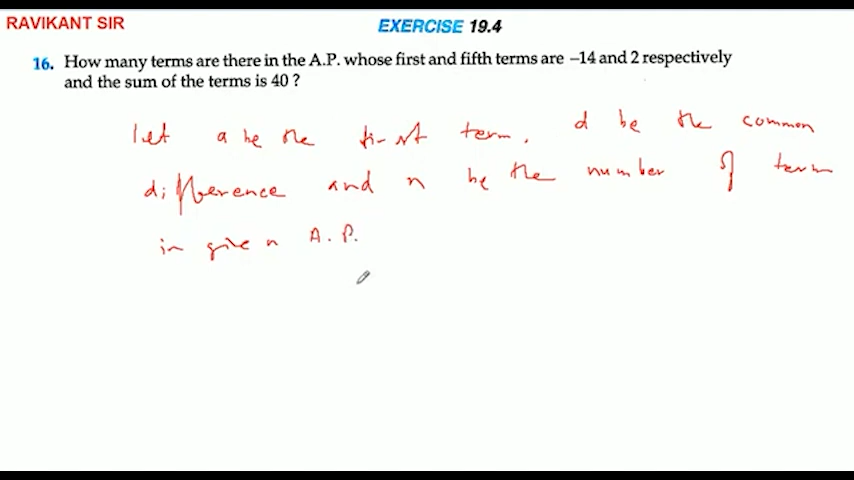 RAVIKANT SIR
EXERCISE 19.4
16. How many terms are there in the A.P. whose first and fifth terms are –14 and 2 respectively
and the sum of the terms is 40 ?
let a be the first term, d be the common
difference and n be the number of term
in given A.P.